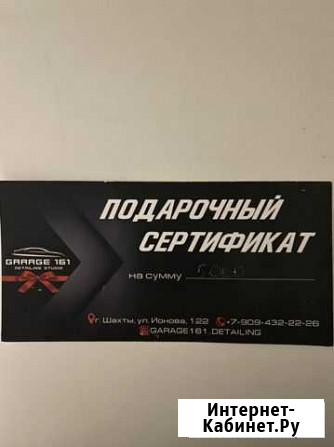 ПОДАРОЧНЫЙ
СЕРТИФИКАТ
GARAGE 161
DETAILING STUDIO
на сумму
г. Шахты, ул. Ионова, 122 +7-909-432-22-26
GARAGE161_DETAILING
Интернет-
Кабинет.Ру